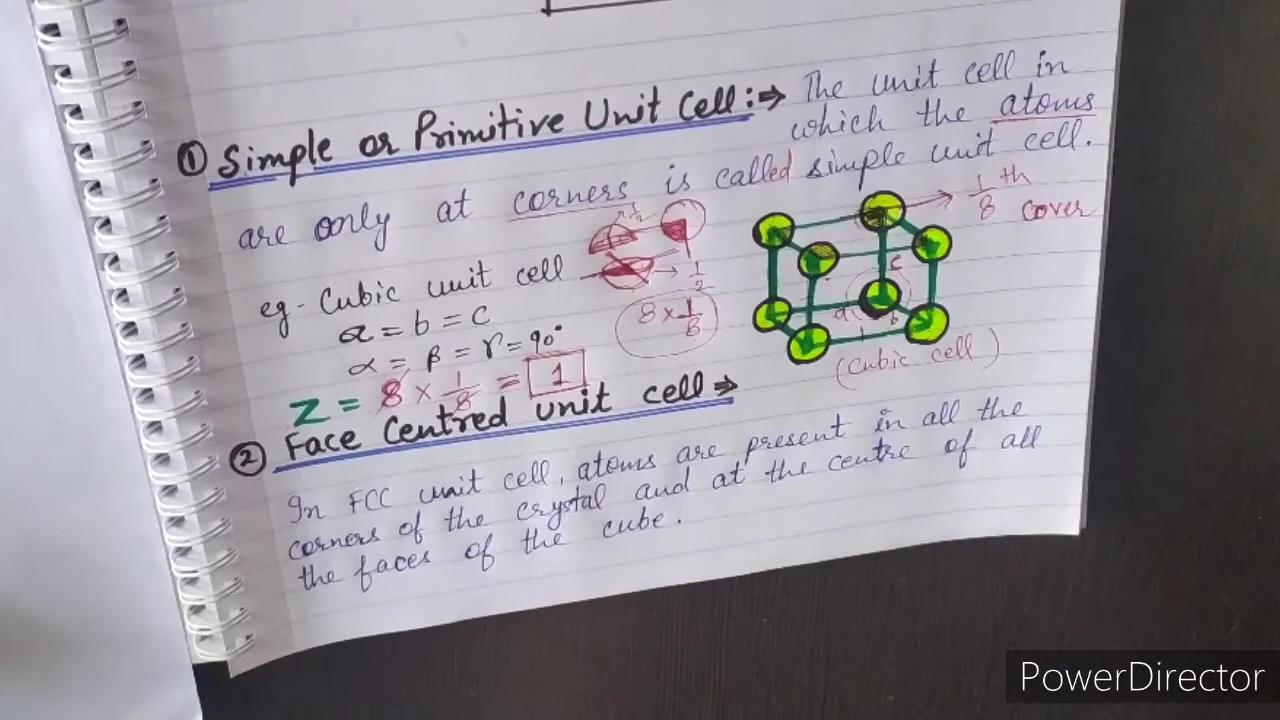 ① Simple or Primitive Unit Cell :⇒ The unit cell in
which the atoms
are only at corners is called simple unit cell.
1/2
1/8 th cover
eg - Cubic unit cell
→ 1/2
a = b = c
8 × 1/8
α = β = γ = 90°
c
a
b
(Cubic cell)
Z = 8 × 1/8 = 1
② Face Centred unit cell ⇒
In FCC unit cell, atoms are present in all the
corners of the crystal and at the centre of all
the faces of the cube.
PowerDirector